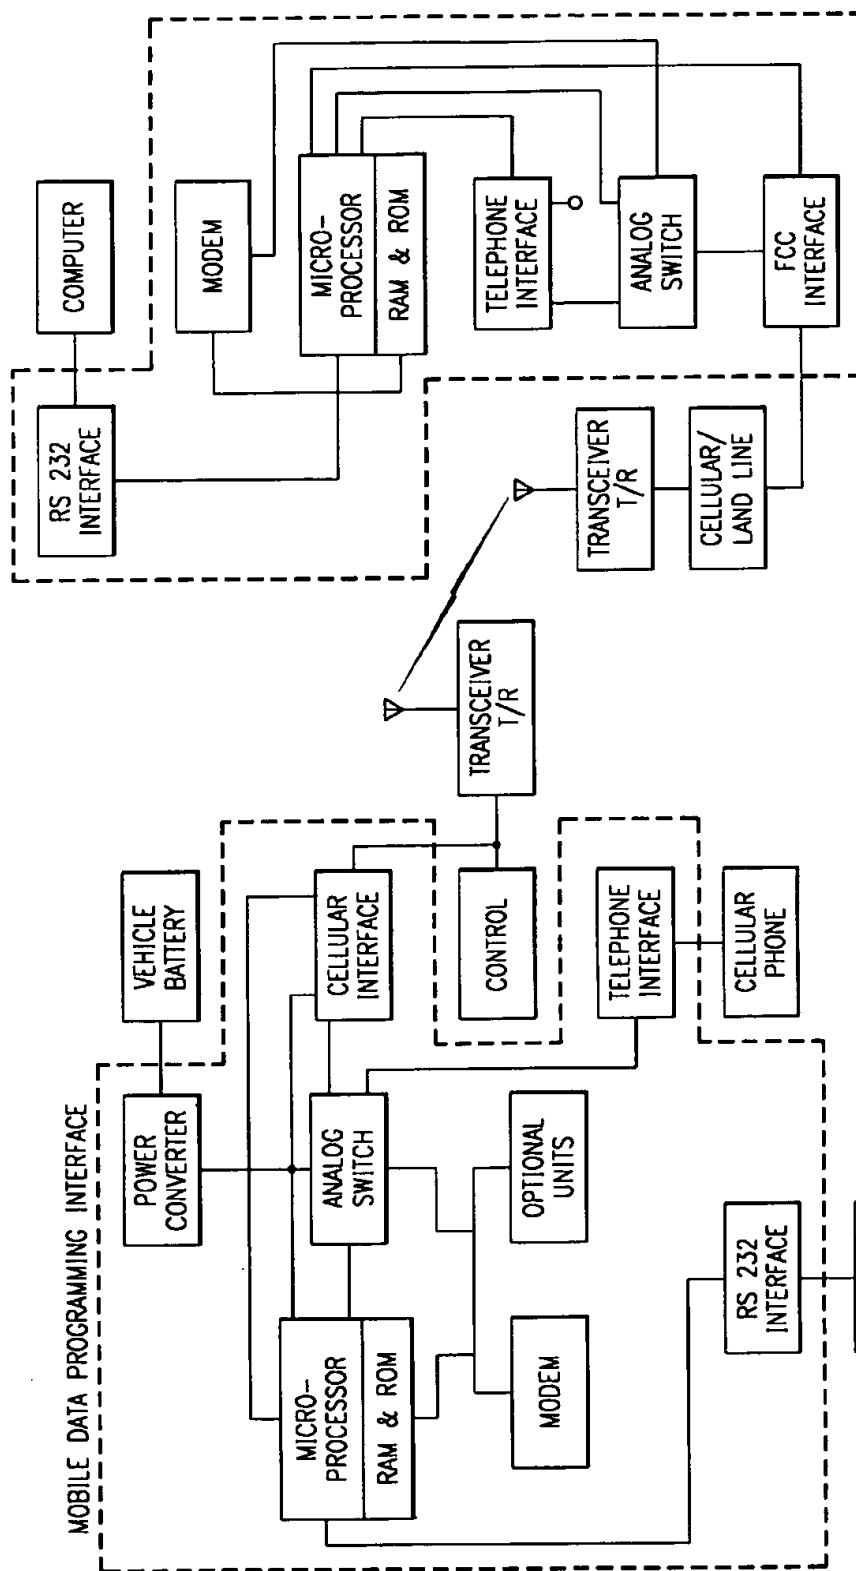 MOBILE DATA PROGRAMMING INTERFACE
POWER
CONVERTER
VEHICLE
BATTERY
MICRO-
PROCESSOR
RAM & ROM
ANALOG
SWITCH
CELLULAR
INTERFACE
MODEM
OPTIONAL
UNITS
CONTROL
TRANSCEIVER
T/R
TELEPHONE
INTERFACE
RS 232
INTERFACE
CELLULAR
PHONE
RS 232
INTERFACE
COMPUTER
MODEM
MICRO-
PROCESSOR
RAM & ROM
TELEPHONE
INTERFACE
TRANSCEIVER
T/R
ANALOG
SWITCH
CELLULAR/
LAND LINE
FCC
INTERFACE